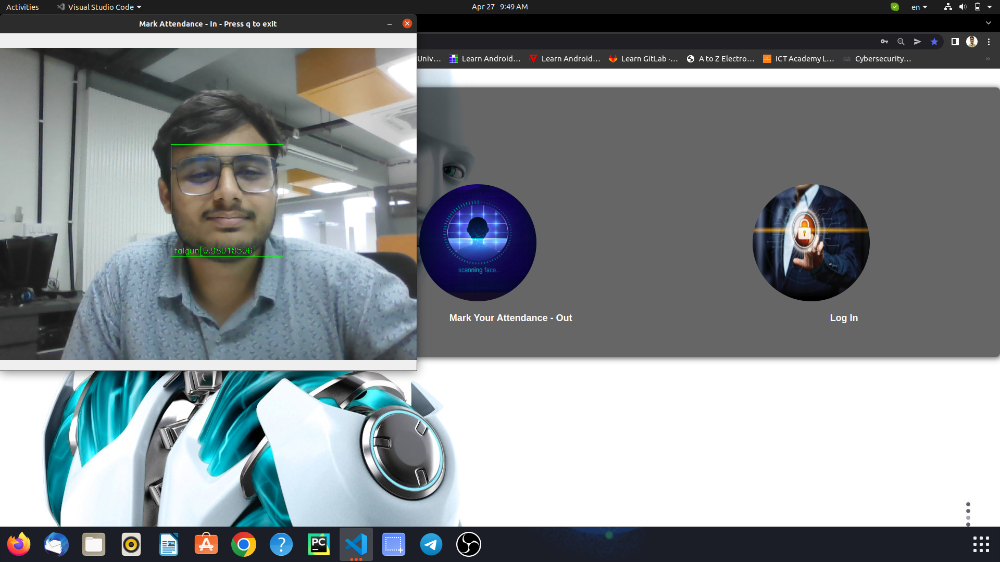 Activities Visual Studio Code Apr 27 9:49 AM en
Mark Attendance - In - Press q to exit
Univ... Learn Android... Learn Android... Learn GitLab ·... A to Z Electro... ICT Academy L... Cybersecurity...
falgun[0.98018506]
scanning face...
Mark Your Attendance - Out
Log In
PC